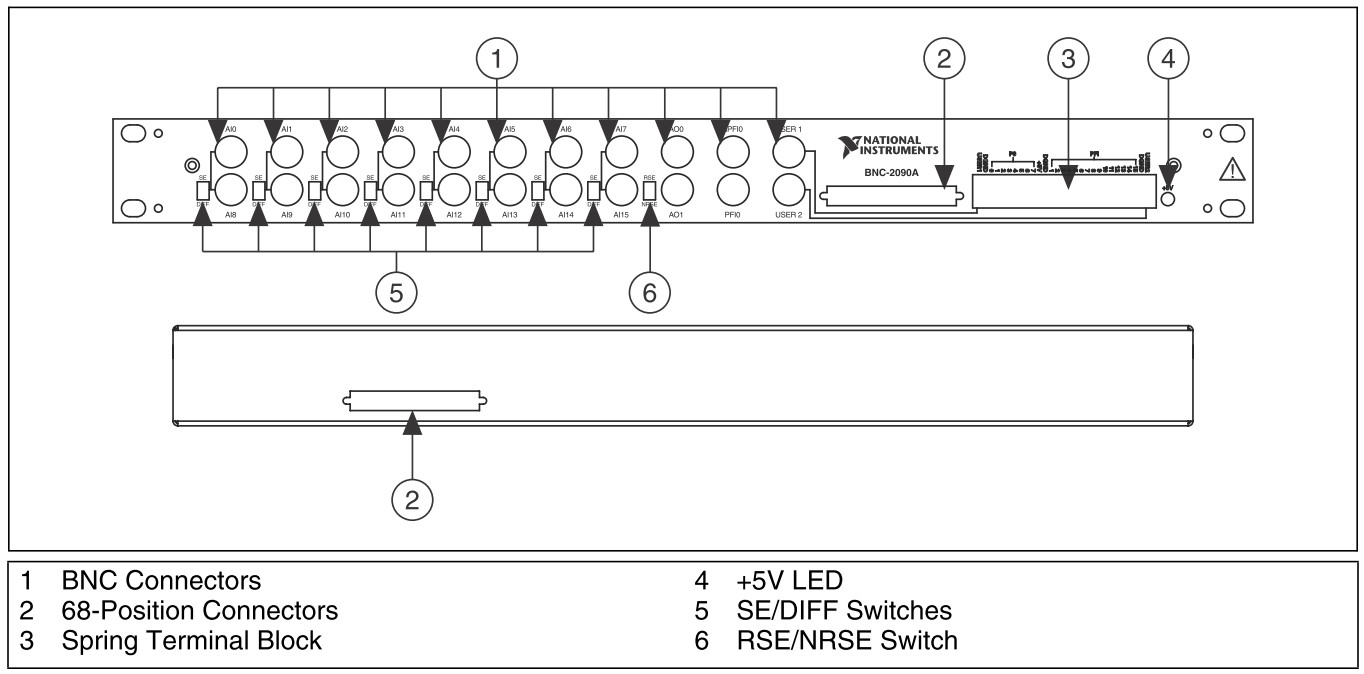 1 2 3 4
AI0 AI1 AI2 AI3 AI4 AI5 AI6 AI7 AO0 PFI0 USER 1
NATIONAL
INSTRUMENTS
BNC-2090A
+5V
SE SE SE SE SE SE SE SE RSE
DIFF DIFF DIFF DIFF DIFF DIFF DIFF DIFF NRSE
AI8 AI9 AI10 AI11 AI12 AI13 AI14 AI15 AO1 PFI0 USER 2
5 6
2
1 BNC Connectors
2 68-Position Connectors
3 Spring Terminal Block
4 +5V LED
5 SE/DIFF Switches
6 RSE/NRSE Switch